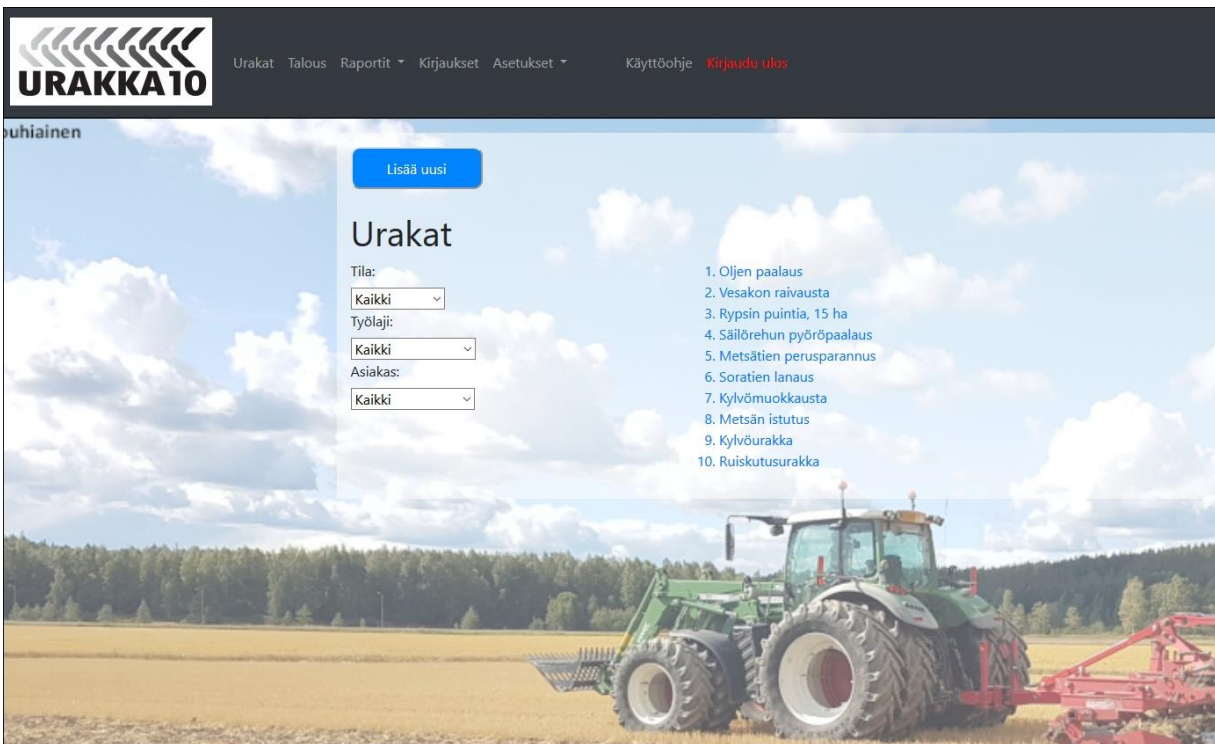 URAKKA10
Urakat Talous Raportit Kirjaukset Asetukset Käyttöohje Kirjaudu ulos
Lisää uusi
Urakat
Tila:
Kaikki
Työlaji:
Kaikki
Asiakas:
Kaikki
1. Oljen paalaus
2. Vesakon raivausta
3. Rypsin puintia, 15 ha
4. Säilörehun pyöröpaalaus
5. Metsätien perusparannus
6. Soratien lanaus
7. Kylvömuokkausta
8. Metsän istutus
9. Kylvöurakka
10. Ruiskutusurakka